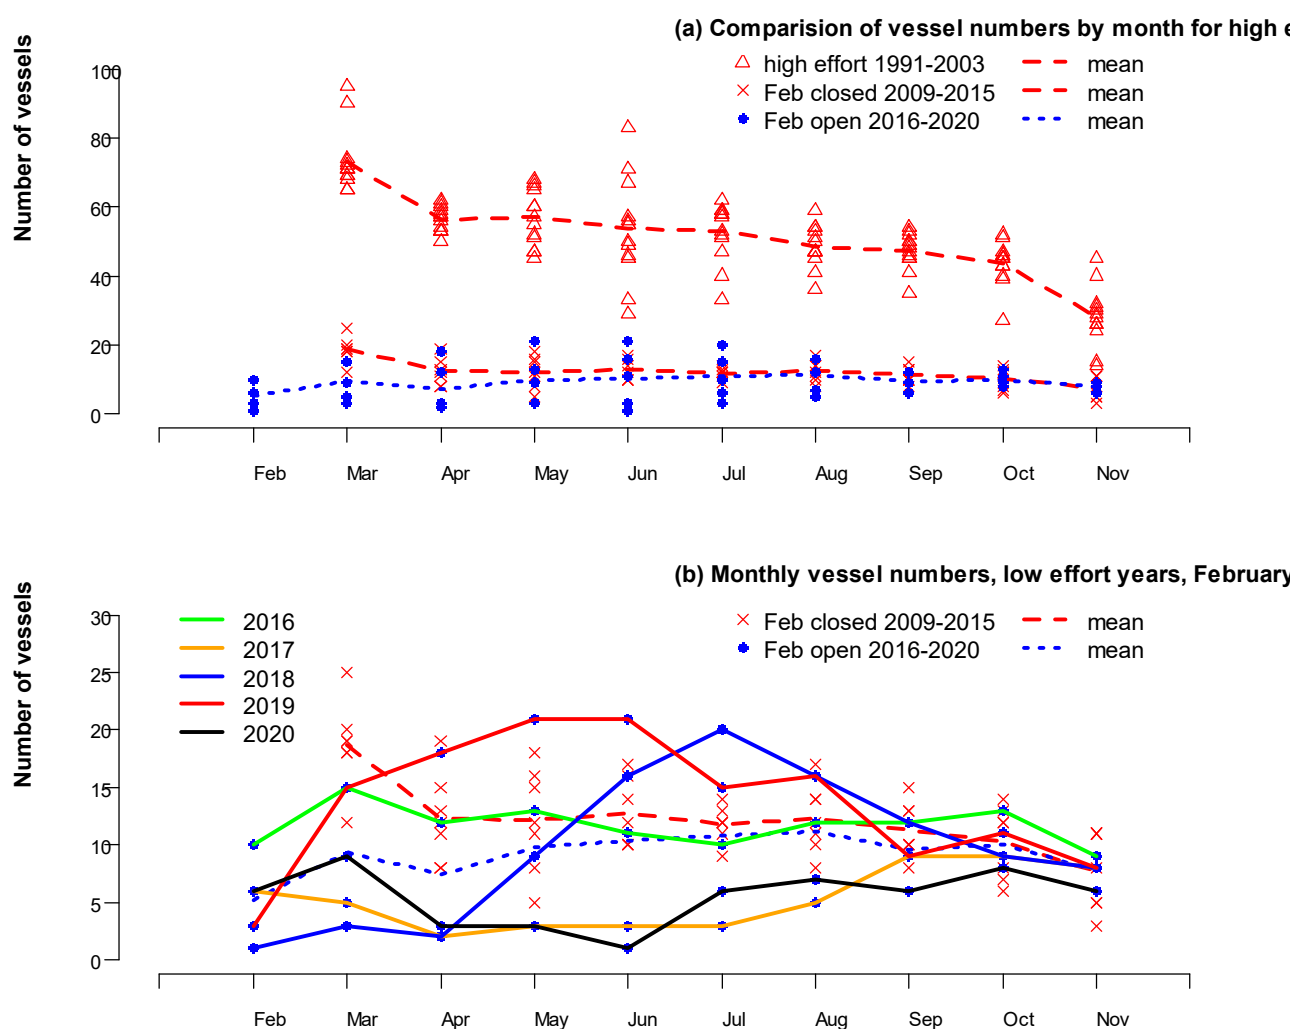 (a) Comparision of vessel numbers by month for high e
Number of vessels
high effort 1991-2003 mean
Feb closed 2009-2015 mean
Feb open 2016-2020 mean
100
80
60
40
20
0
Feb Mar Apr May Jun Jul Aug Sep Oct Nov
(b) Monthly vessel numbers, low effort years, February
Number of vessels
2016
2017
2018
2019
2020
Feb closed 2009-2015 mean
Feb open 2016-2020 mean
30
25
20
15
10
5
0
Feb Mar Apr May Jun Jul Aug Sep Oct Nov